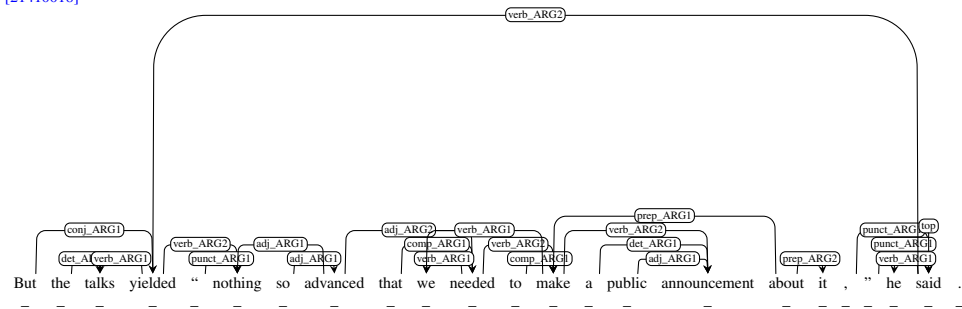 verb_ARG2
prep_ARG1
conj_ARG1 adj_ARG2 verb_ARG1 verb_ARG2 punct_ARG1 top
verb_ARG2 adj_ARG1 comp_ARG1 verb_ARG2 det_ARG1 punct_ARG1
verb_ARG1 punct_ARG1 adj_ARG1 verb_ARG1 comp_ARG1 adj_ARG1 prep_ARG2 verb_ARG1
But the talks yielded “ nothing so advanced that we needed to make a public announcement about it , ” he said .
_ _ _ _ _ _ _ _ _ _ _ _ _ _ _ _ _ _ _ _ _ _ _